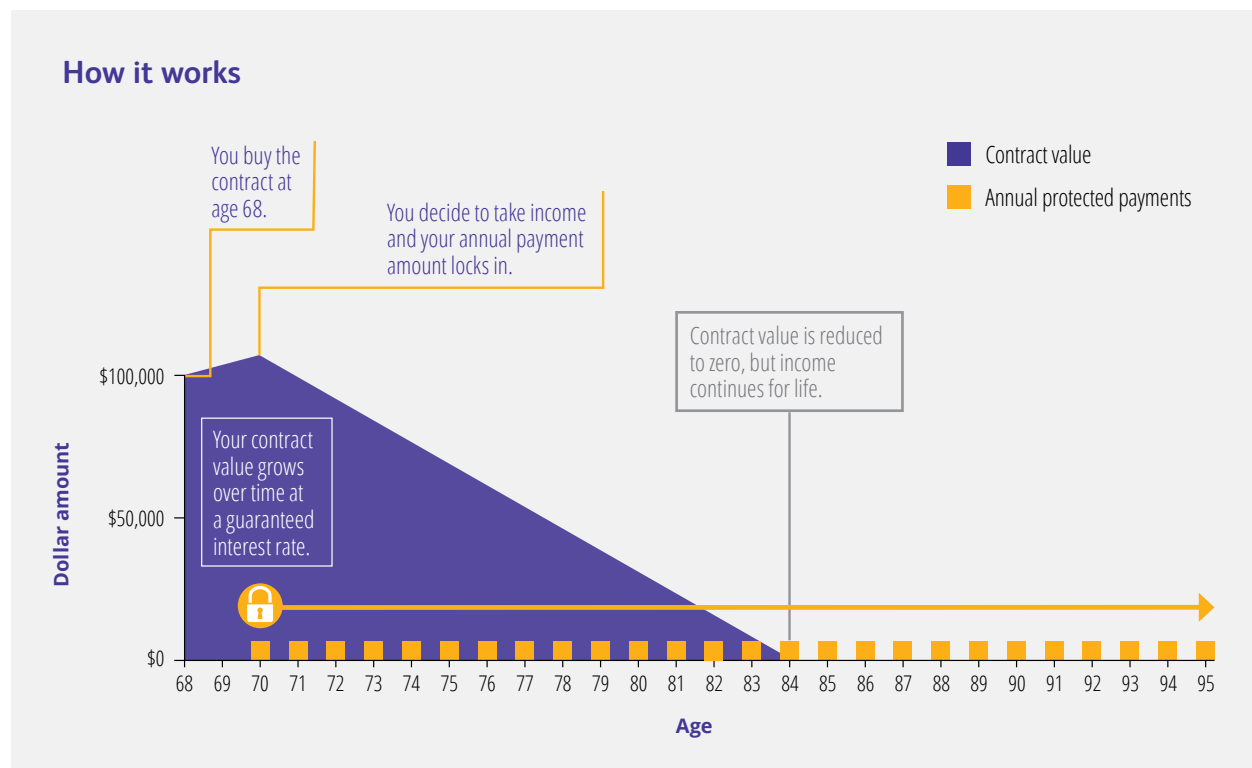 How it works
You buy the
contract at
age 68.
You decide to take income
and your annual payment
amount locks in.
Contract value
Annual protected payments
Contract value is reduced
to zero, but income
continues for life.
Your contract
value grows
over time at
a guaranteed
interest rate.
Dollar amount
$100,000
$50,000
$0
68 69 70 71 72 73 74 75 76 77 78 79 80 81 82 83 84 85 86 87 88 89 90 91 92 93 94 95
Age